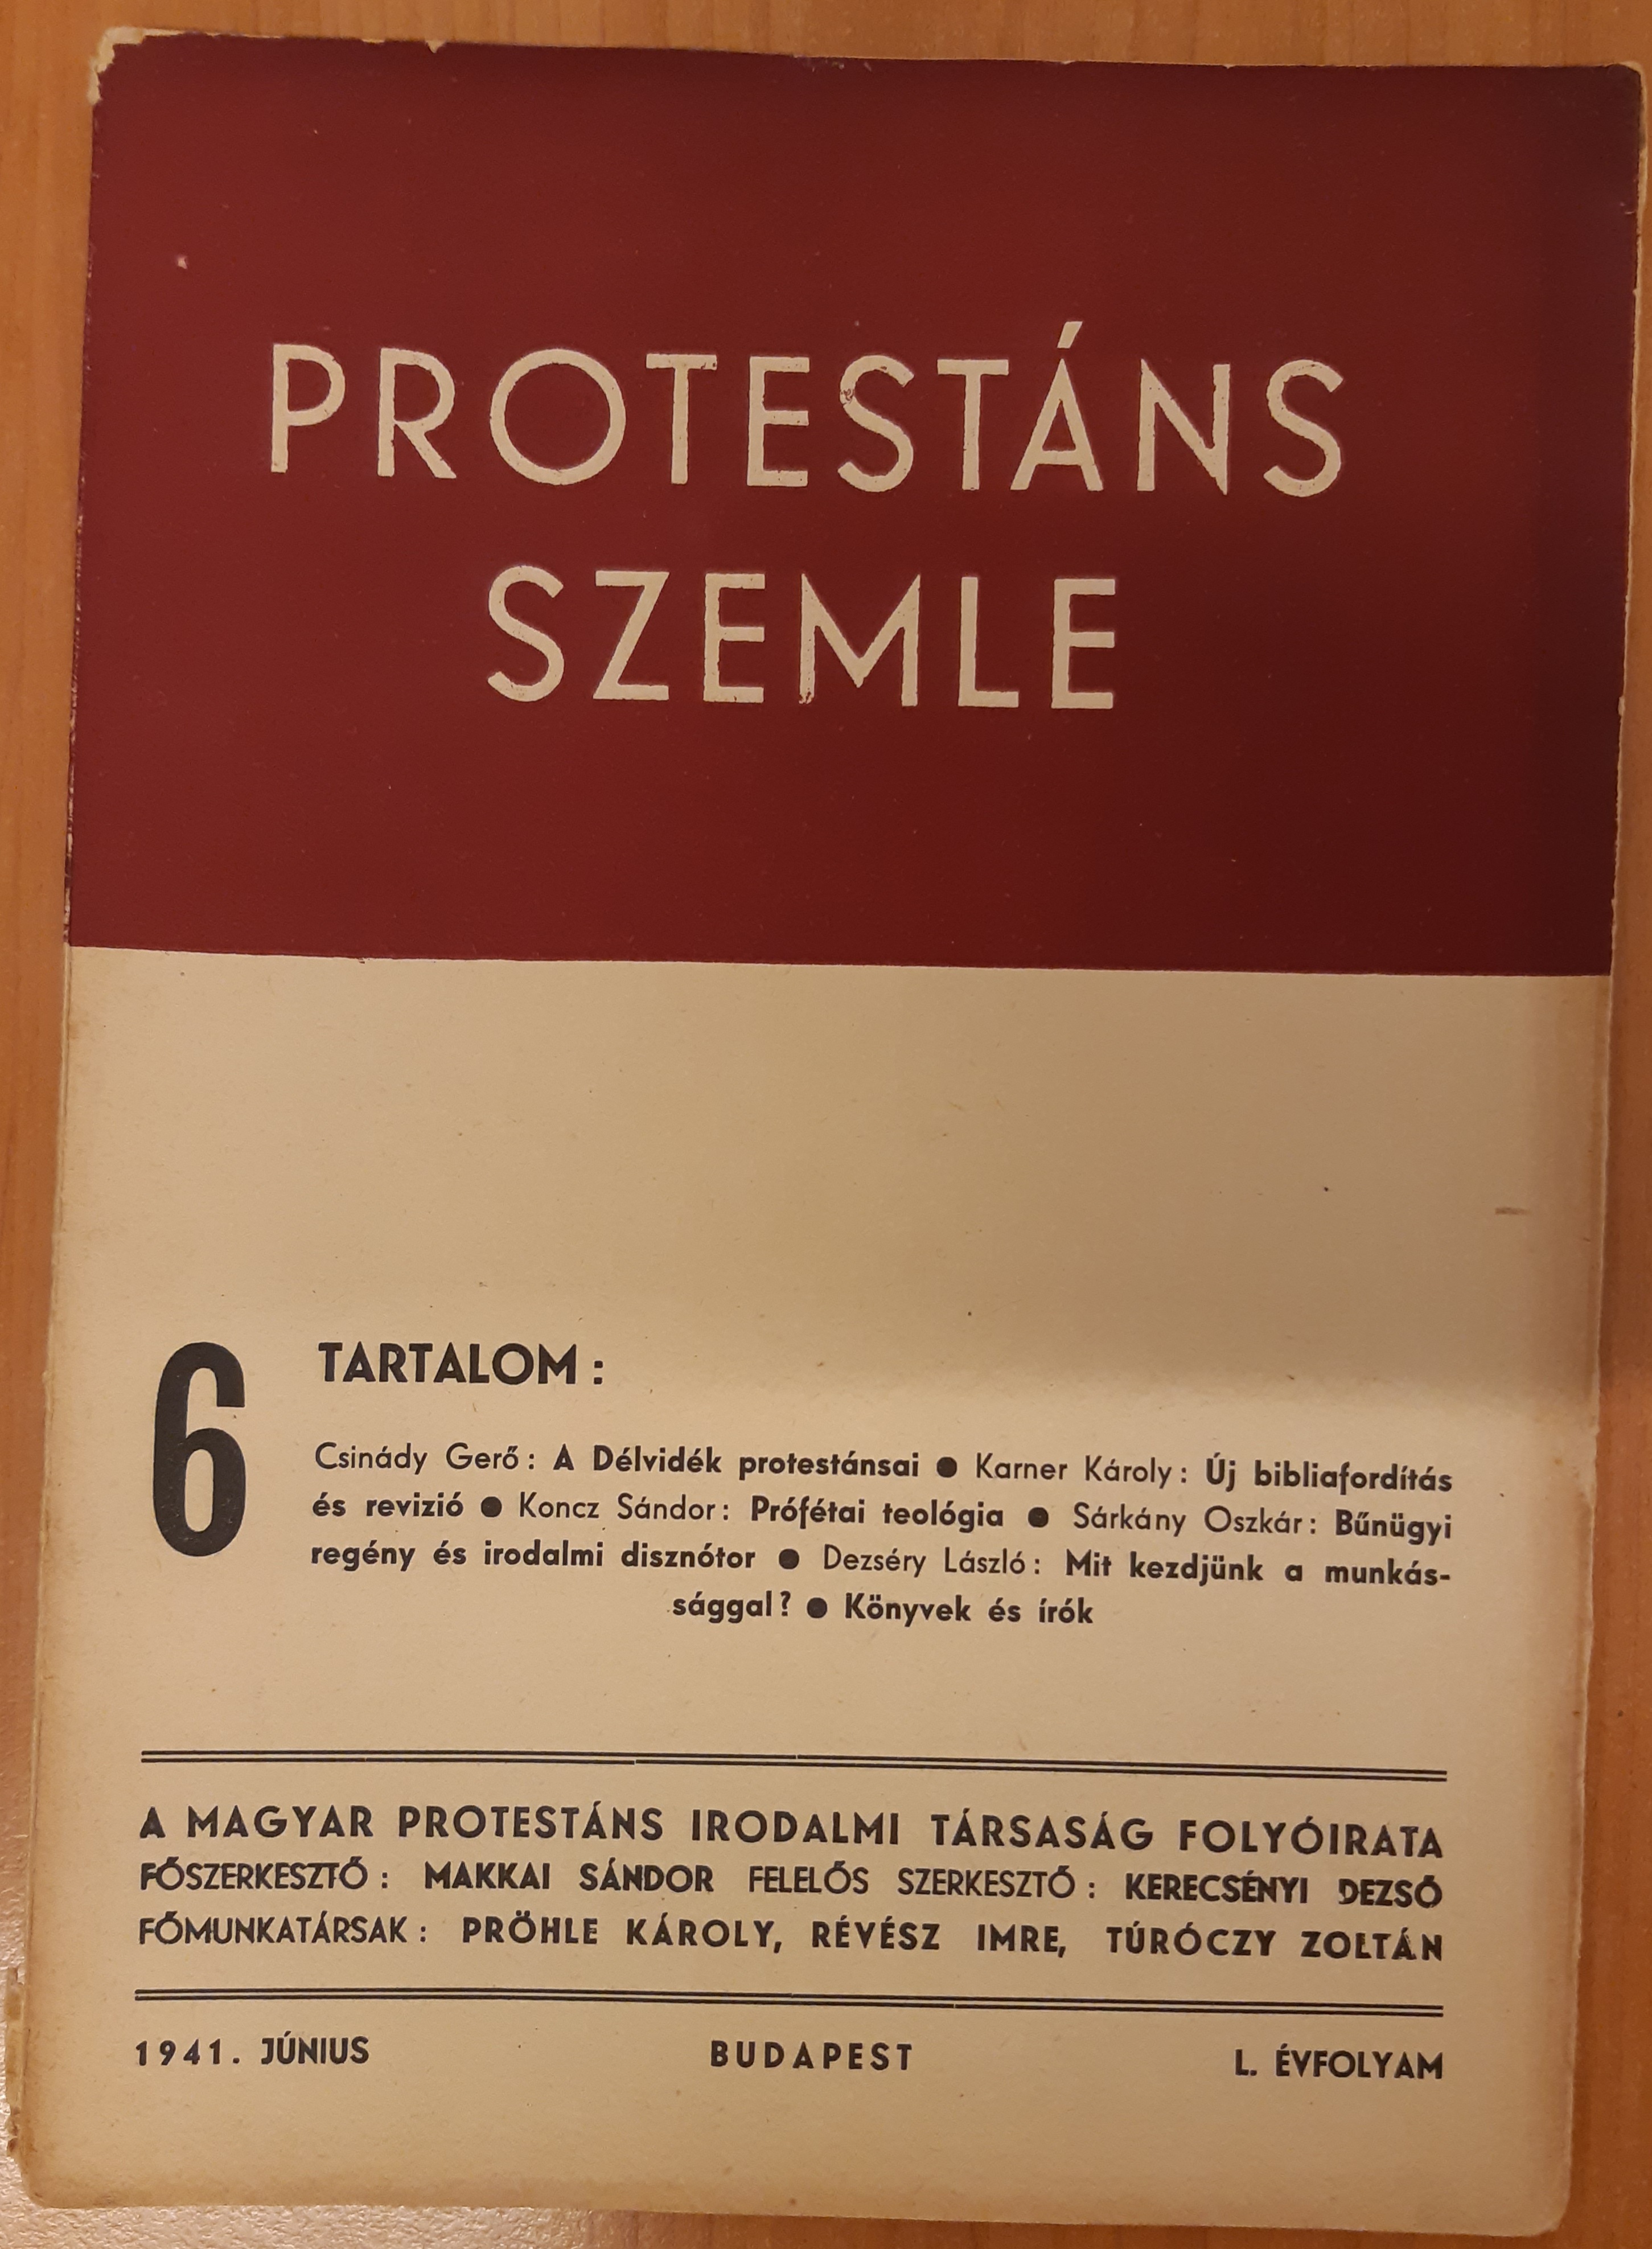 PROTESTÁNS
SZEMLE
6
TARTALOM :
Csinády Gerő : A Délvidék protestánsai ● Karner Károly : Új bibliafordítás
és revizió ● Koncz Sándor : Prófétai teológia ● Sárkány Oszkár : Bűnügyi
regény és irodalmi disznótor ● Dezséry László : Mit kezdjünk a munkás-
sággal ? ● Könyvek és írók
A MAGYAR PROTESTÁNS IRODALMI TÁRSASÁG FOLYÓIRATA
FŐSZERKESZTŐ : MAKKAI SÁNDOR FELELŐS SZERKESZTŐ : KERECSÉNYI DEZSŐ
FŐMUNKATÁRSAK : PRÖHLE KÁROLY, RÉVÉSZ IMRE, TÚRÓCZY ZOLTÁN
1941. JÚNIUS BUDAPEST L. ÉVFOLYAM